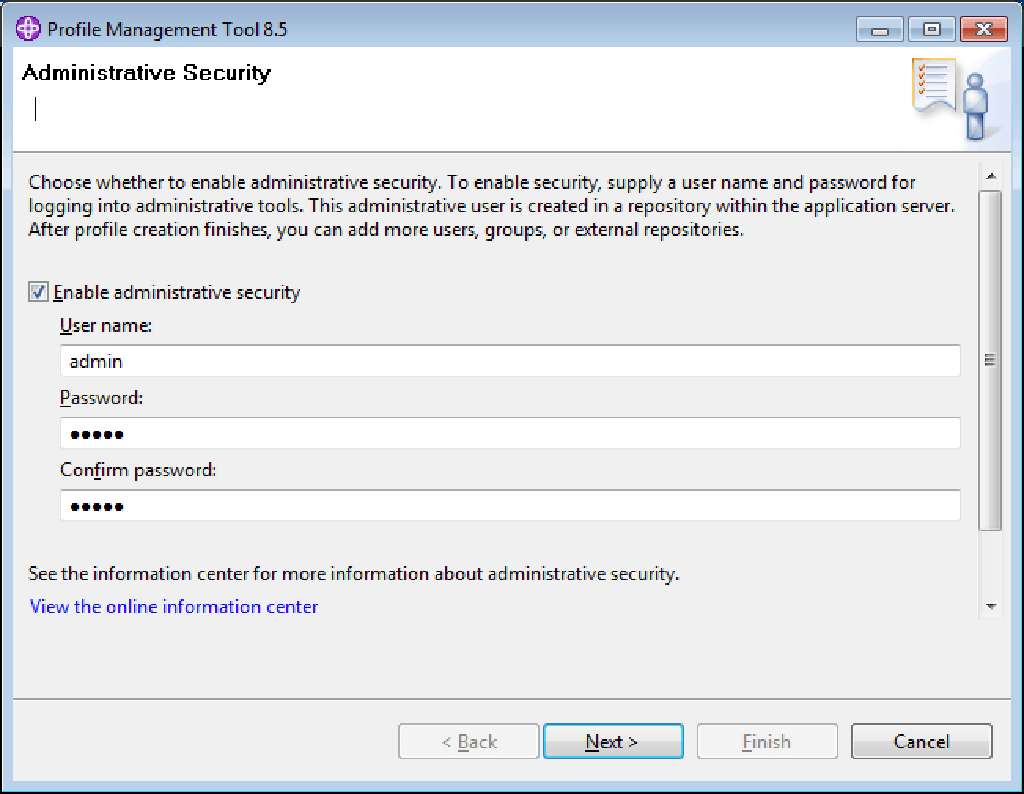 Profile Management Tool 8.5
Administrative Security
Choose whether to enable administrative security. To enable security, supply a user name and password for
logging into administrative tools. This administrative user is created in a repository within the application server.
After profile creation finishes, you can add more users, groups, or external repositories.
Enable administrative security
User name:
admin
Password:
●●●●●
Confirm password:
●●●●●
See the information center for more information about administrative security.
View the online information center
< Back Next > Finish Cancel